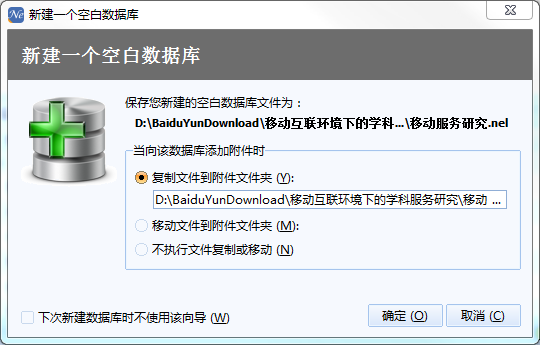 Ne 新建一个空白数据库
新建一个空白数据库
保存您新建的空白数据库文件为：
D:\BaiduYunDownload\移动互联环境下的学科...\移动服务研究.nel
当向该数据库添加附件时
复制文件到附件文件夹 (Y):
D:\BaiduYunDownload\移动互联环境下的学科服务研究\移动 ...
移动文件到附件文件夹 (M):
不执行文件复制或移动 (N)
下次新建数据库时不使用该向导 (W)
确定 (O) 取消 (C)